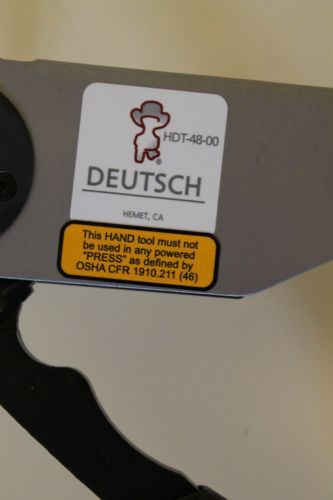 HDT-48-00
®
DEUTSCH
HEMET, CA
This HAND tool must not
be used in any powered
"PRESS" as defined by
OSHA CFR 1910.211 (46)